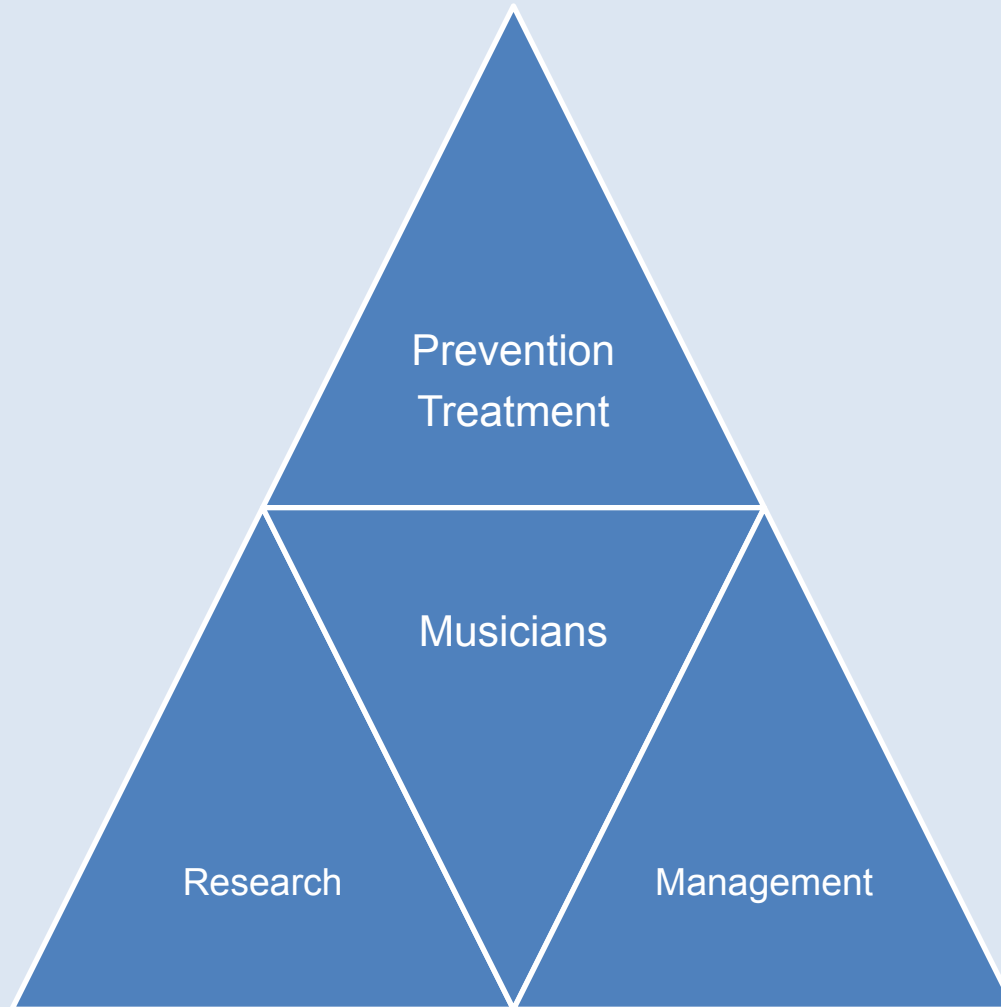 Prevention
Treatment
Musicians
Research
Management